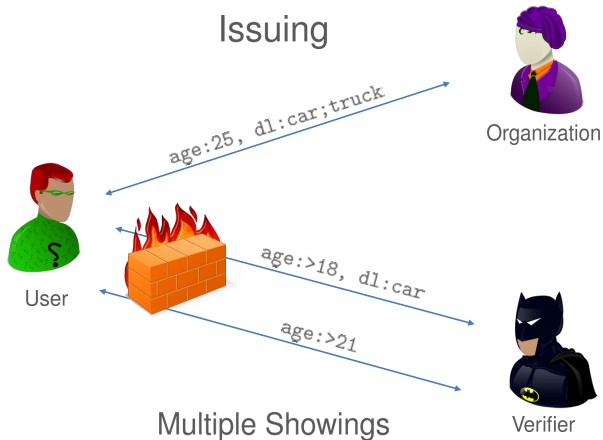 Issuing
Organization
age:25, dl:car;truck
?
User
age:>18, dl:car
age:>21
Verifier
Multiple Showings